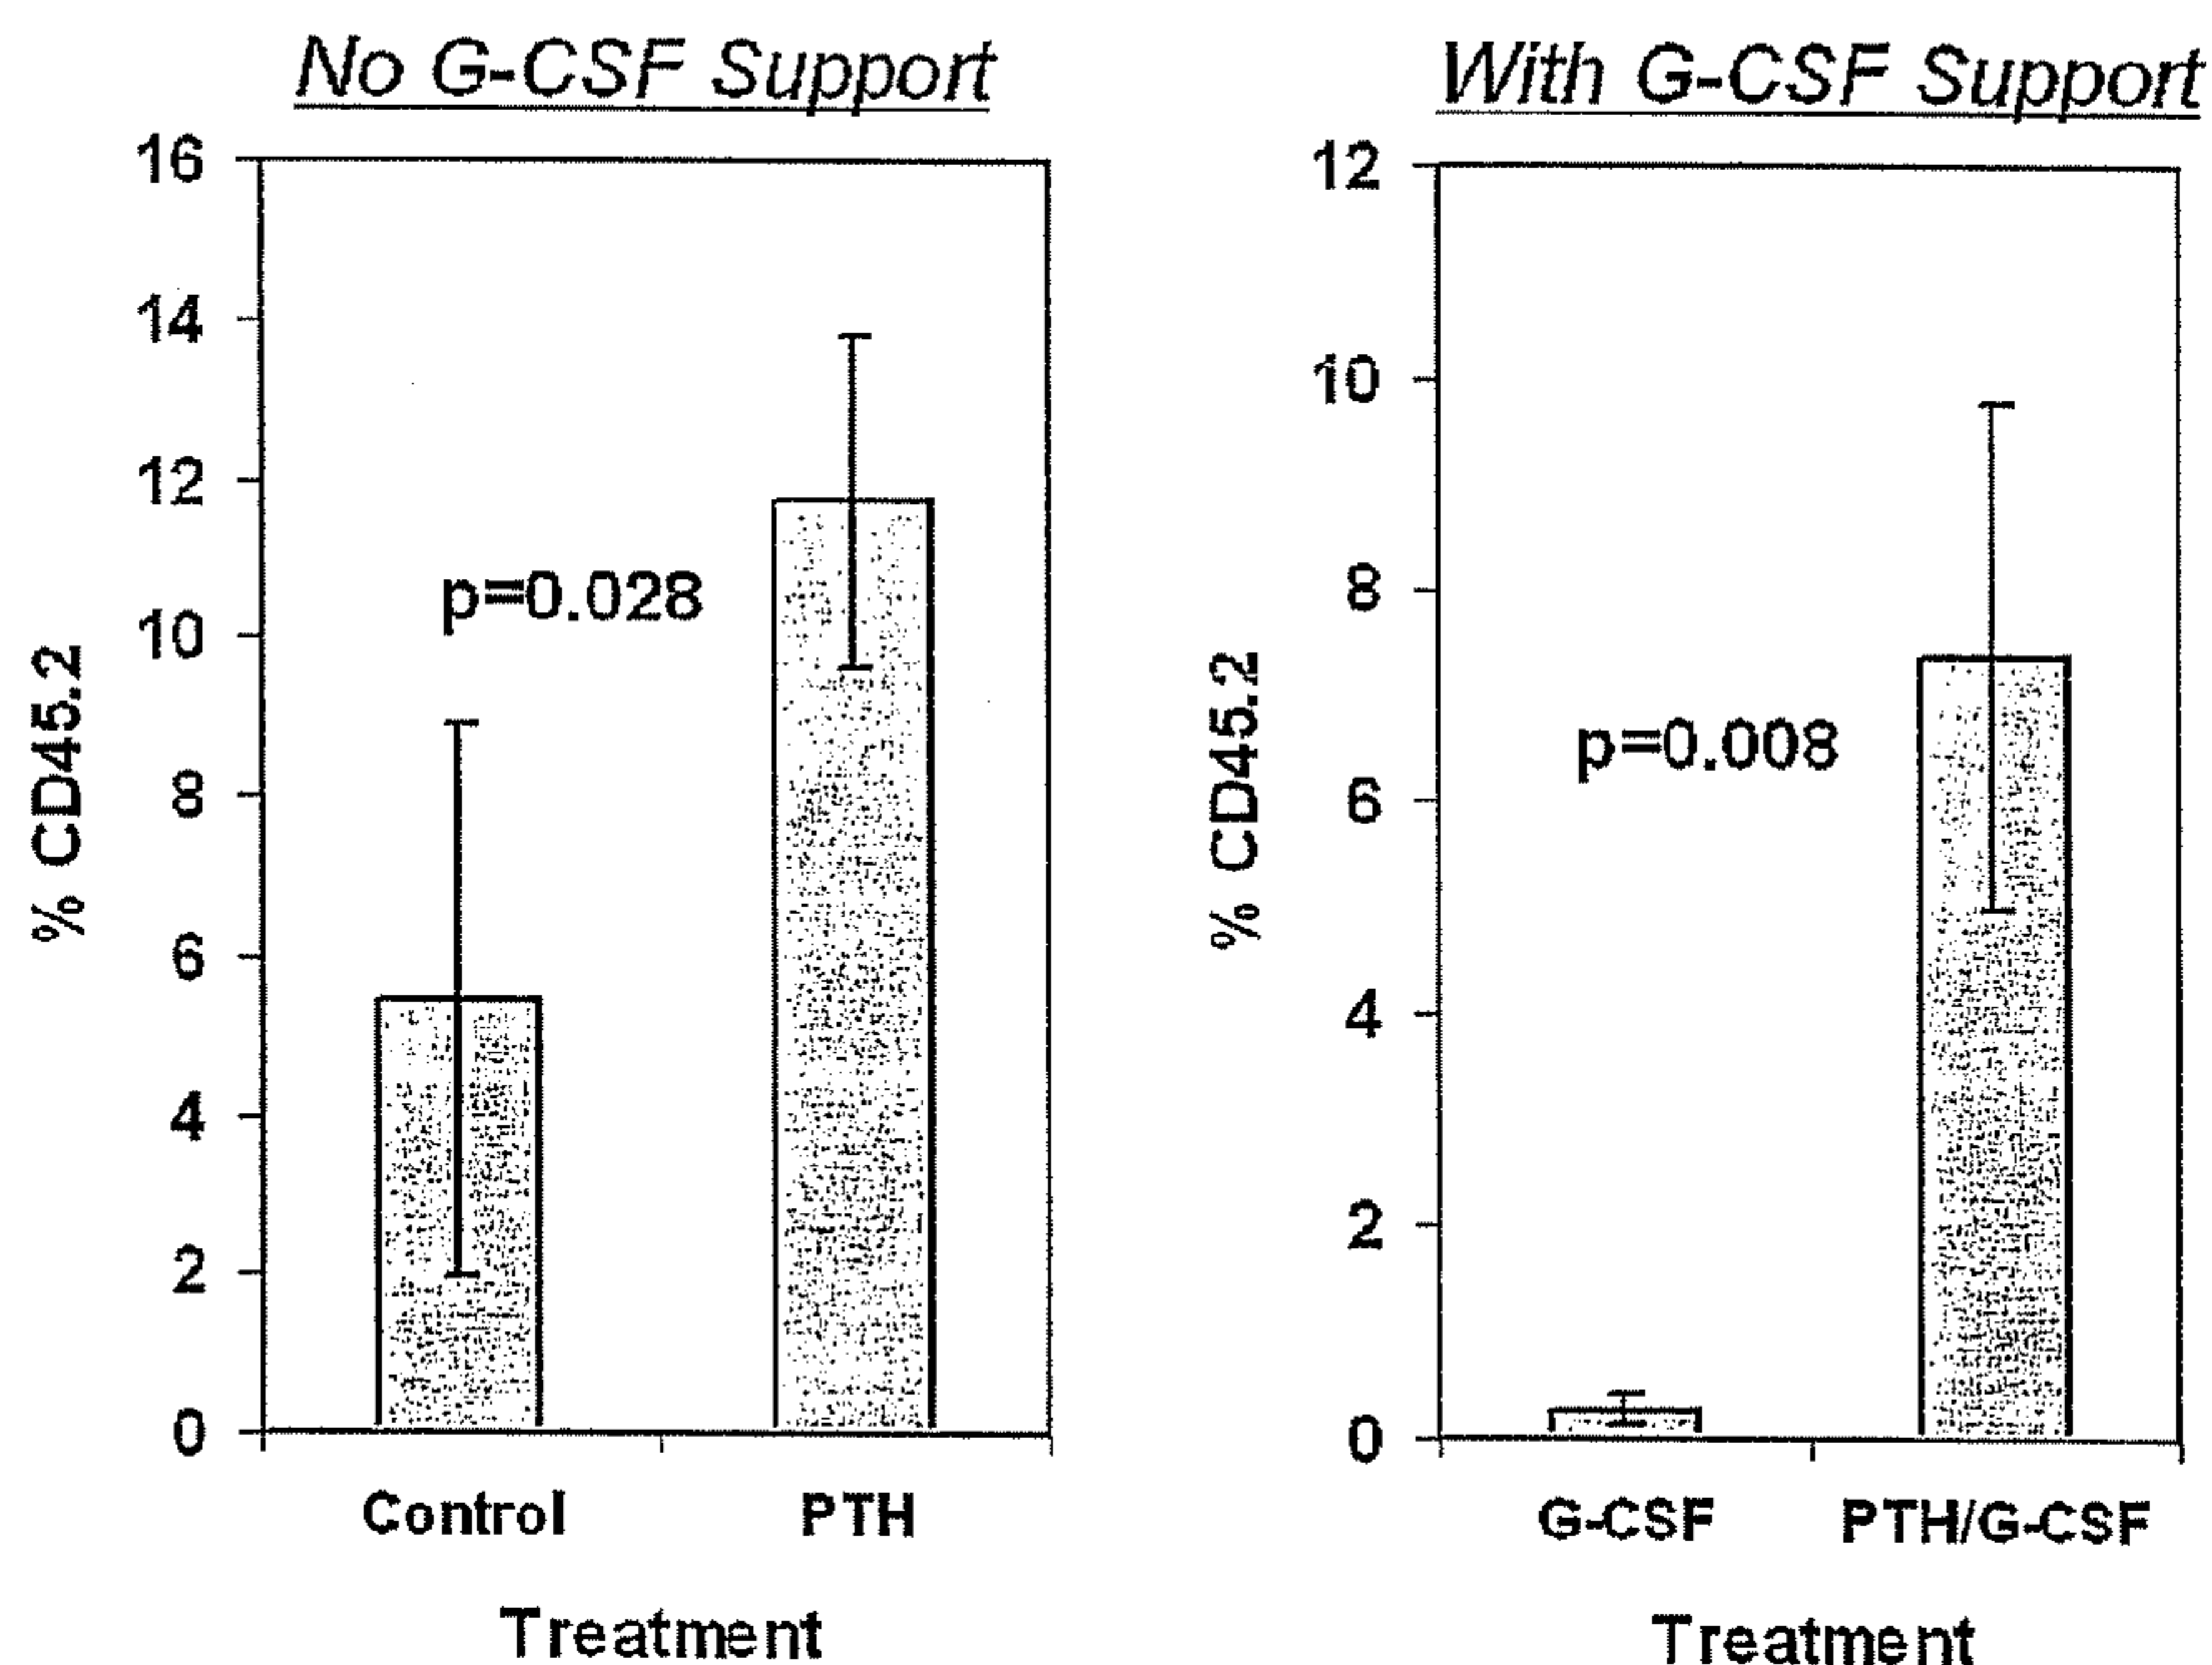 No G-CSF Support
16
14
12
10
8
6
4
2
0
% CD45.2
p=0.028
Control PTH
Treatment
With G-CSF Support
12
10
8
6
4
2
0
% CD45.2
p=0.008
G-CSF PTH/G-CSF
Treatment